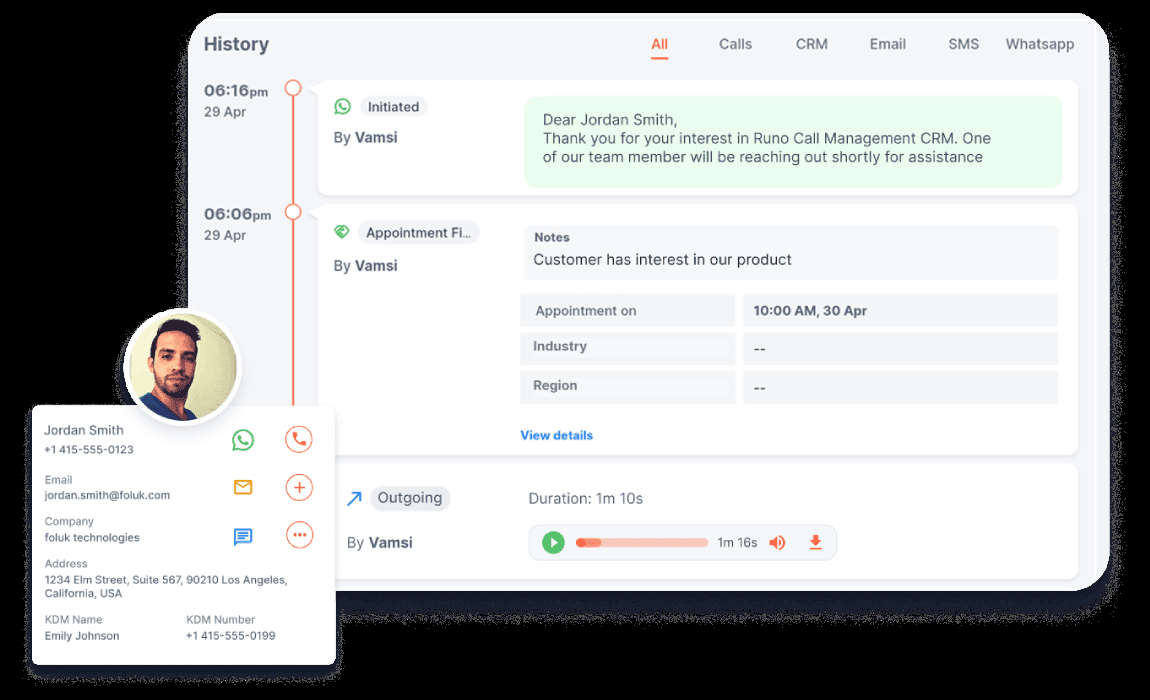 History
All Calls CRM Email SMS Whatsapp
06:16pm
29 Apr
Initiated
By Vamsi
Dear Jordan Smith,
Thank you for your interest in Runo Call Management CRM. One
of our team member will be reaching out shortly for assistance
06:06pm
29 Apr
Appointment Fi...
By Vamsi
Notes
Customer has interest in our product
Appointment on 10:00 AM, 30 Apr
Industry --
Region --
View details
Outgoing
By Vamsi
Duration: 1m 10s
1m 16s
Jordan Smith
+1 415-555-0123
Email
jordan.smith@foluk.com
Company
foluk technologies
Address
1234 Elm Street, Suite 567, 90210 Los Angeles,
California, USA
KDM Name KDM Number
Emily Johnson +1 415-555-0199